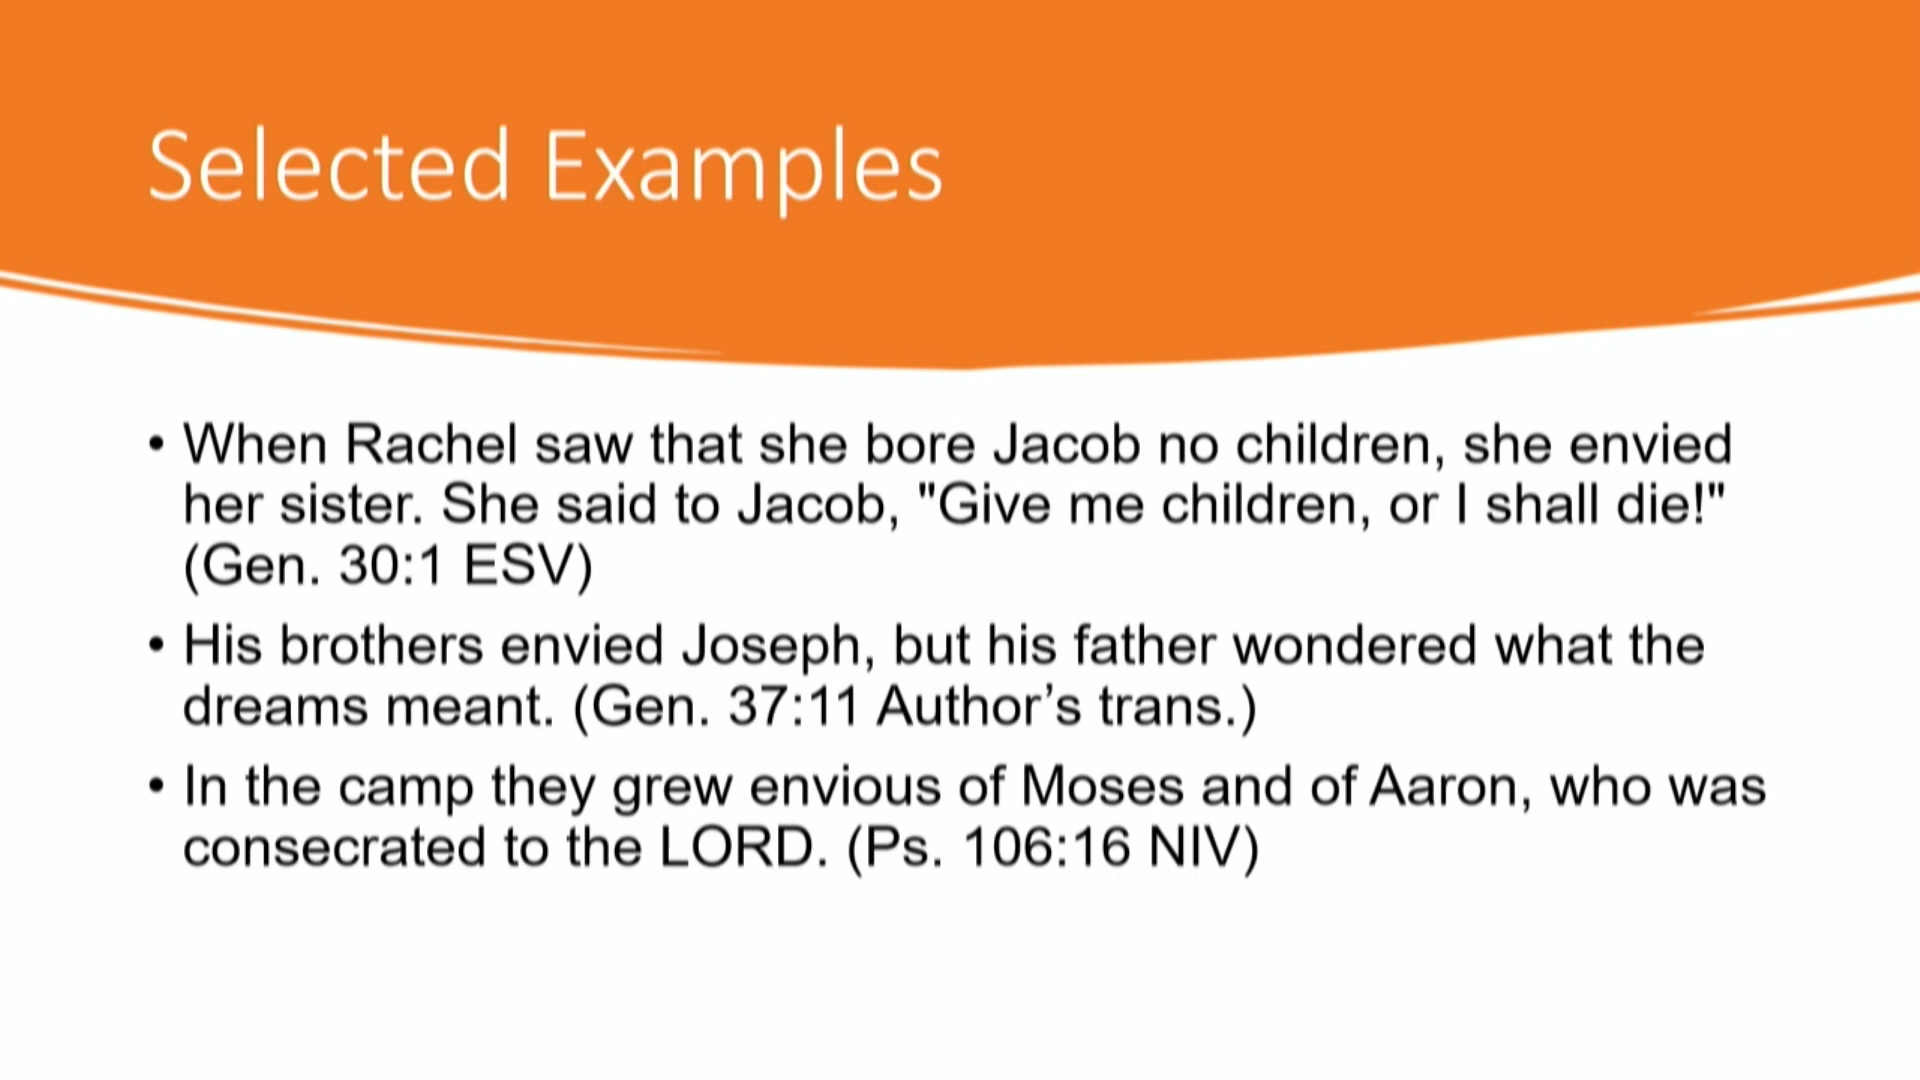 Selected Examples
• When Rachel saw that she bore Jacob no children, she envied
her sister. She said to Jacob, "Give me children, or I shall die!"
(Gen. 30:1 ESV)
• His brothers envied Joseph, but his father wondered what the
dreams meant. (Gen. 37:11 Author’s trans.)
• In the camp they grew envious of Moses and of Aaron, who was
consecrated to the LORD. (Ps. 106:16 NIV)